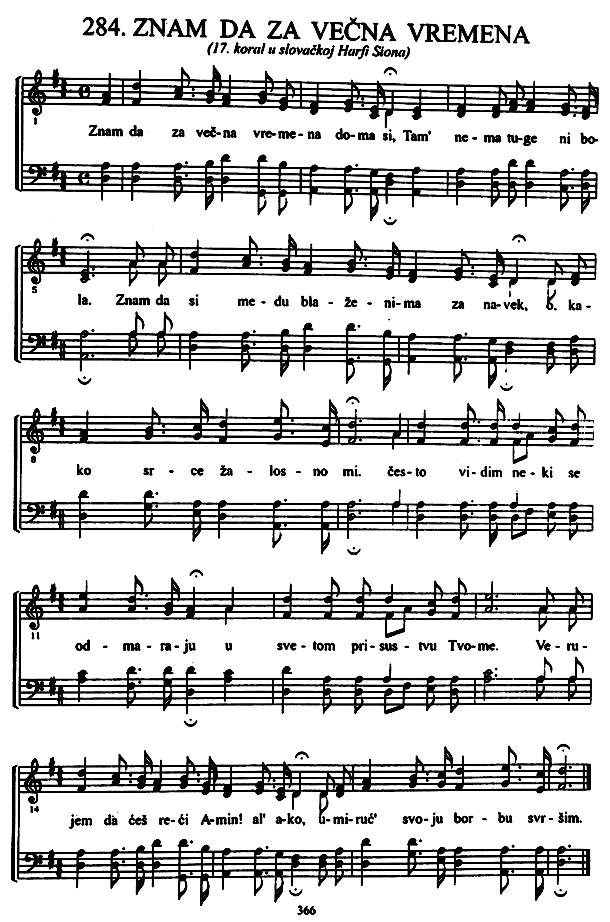 284. ZNAM DA ZA VEČNA VREMENA
(17. koral u slovačkoj Harfi Siona)
1
Znam da za več-na vre-me-na do-ma si, Tam' ne-ma tu-ge ni bo-
5
la. Znam da si me-du bla-že-ni-ma za na-vek, o. ka-
8
ko sr-ce ža-los-no mi. čes-to vi-dim ne-ki se
11
od-ma-ra-ju u sve-tom pri-sus-tvu Tvo-me. Ve-ru-
14
jem da ćeš re-ći A-min! al' a-ko, u-mi-ruć' svo-ju bor-bu svr-šim.
366